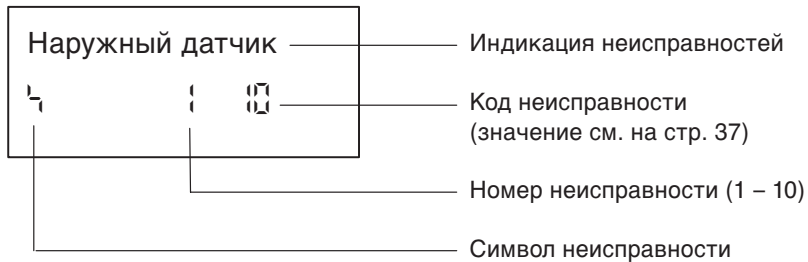 Наружный датчик
Индикация неисправностей
1 10
Код неисправности
(значение см. на стр. 37)
Номер неисправности (1 – 10)
Символ неисправности